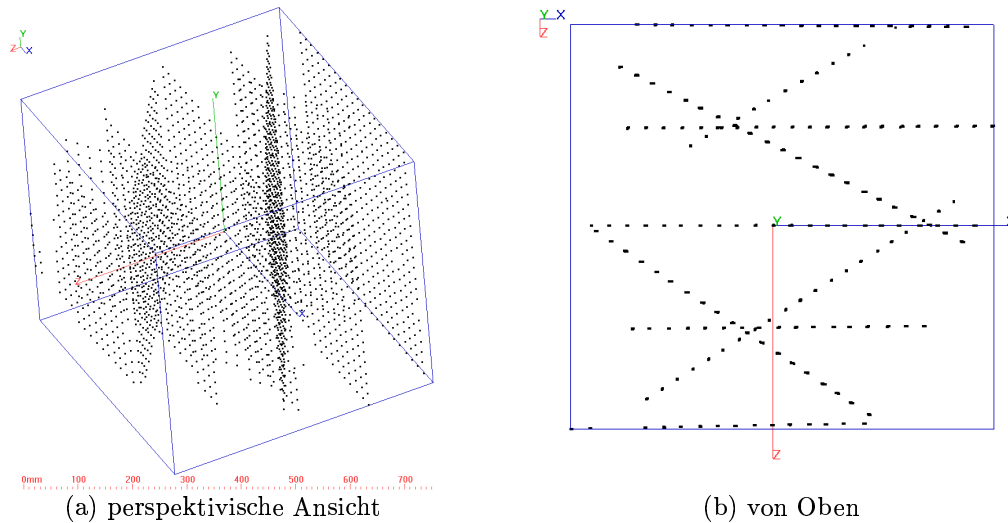 Y
Z X
Y
Z
X
0mm 100 200 300 400 500 600 700
(a) perspektivische Ansicht
Y X
Z
Y
Z
(b) von Oben